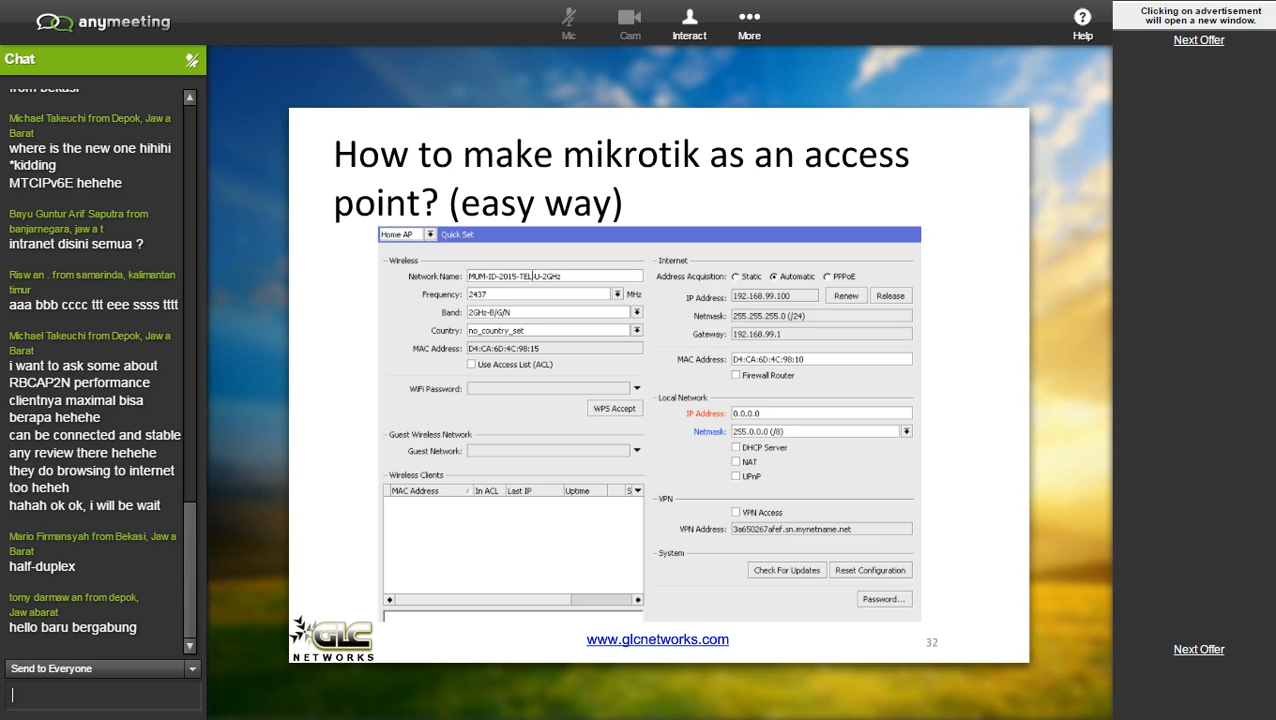 anymeeting
Mic
Cam
Interact
More
Help
Clicking on advertisement
will open a new window.
Next Offer
Chat
from bekasi
Michael Takeuchi from Depok, Jaw a
Barat
where is the new one hihihi
*kidding
MTCIPv6E hehehe
Bayu Guntur Arif Saputra from
banjarnegara, jaw a t
intranet disini semua ?
Risw an . from samarinda, kalimantan
timur
aaa bbb cccc ttt eee ssss tttt
Michael Takeuchi from Depok, Jaw a
Barat
i want to ask some about
RBCAP2N performance
clientnya maximal bisa
berapa hehehe
can be connected and stable
any review there hehehe
they do browsing to internet
too heheh
hahah ok ok, i will be wait
Mario Firmansyah from Bekasi, Jaw a
Barat
half-duplex
tomy darmaw an from depok,
Jaw abarat
hello baru bergabung
Send to Everyone
How to make mikrotik as an access
point? (easy way)
Home AP Quick Set
Wireless
Network Name: MUM-ID-2015-TEL-U-2GHz
Frequency: 2437 MHz
Band: 2GHz-B/G/N
Country: no_country_set
MAC Address: D4:CA:6D:4C:98:15
Use Access List (ACL)
WiFi Password:
WPS Accept
Guest Wireless Network
Guest Network:
Wireless Clients
MAC Address / In ACL Last IP Uptime S
Internet
Address Acquisition: Static Automatic PPPoE
IP Address: 192.168.99.100 Renew Release
Netmask: 255.255.255.0 (/24)
Gateway: 192.168.99.1
MAC Address: D4:CA:6D:4C:98:10
Firewall Router
Local Network
IP Address: 0.0.0.0
Netmask: 255.0.0.0 (/8)
DHCP Server
NAT
UPnP
VPN
VPN Access
VPN Address: 3a650267afef.sn.mynetname.net
System
Check For Updates Reset Configuration
Password...
GLC
NETWORKS
www.glcnetworks.com
32
Next Offer